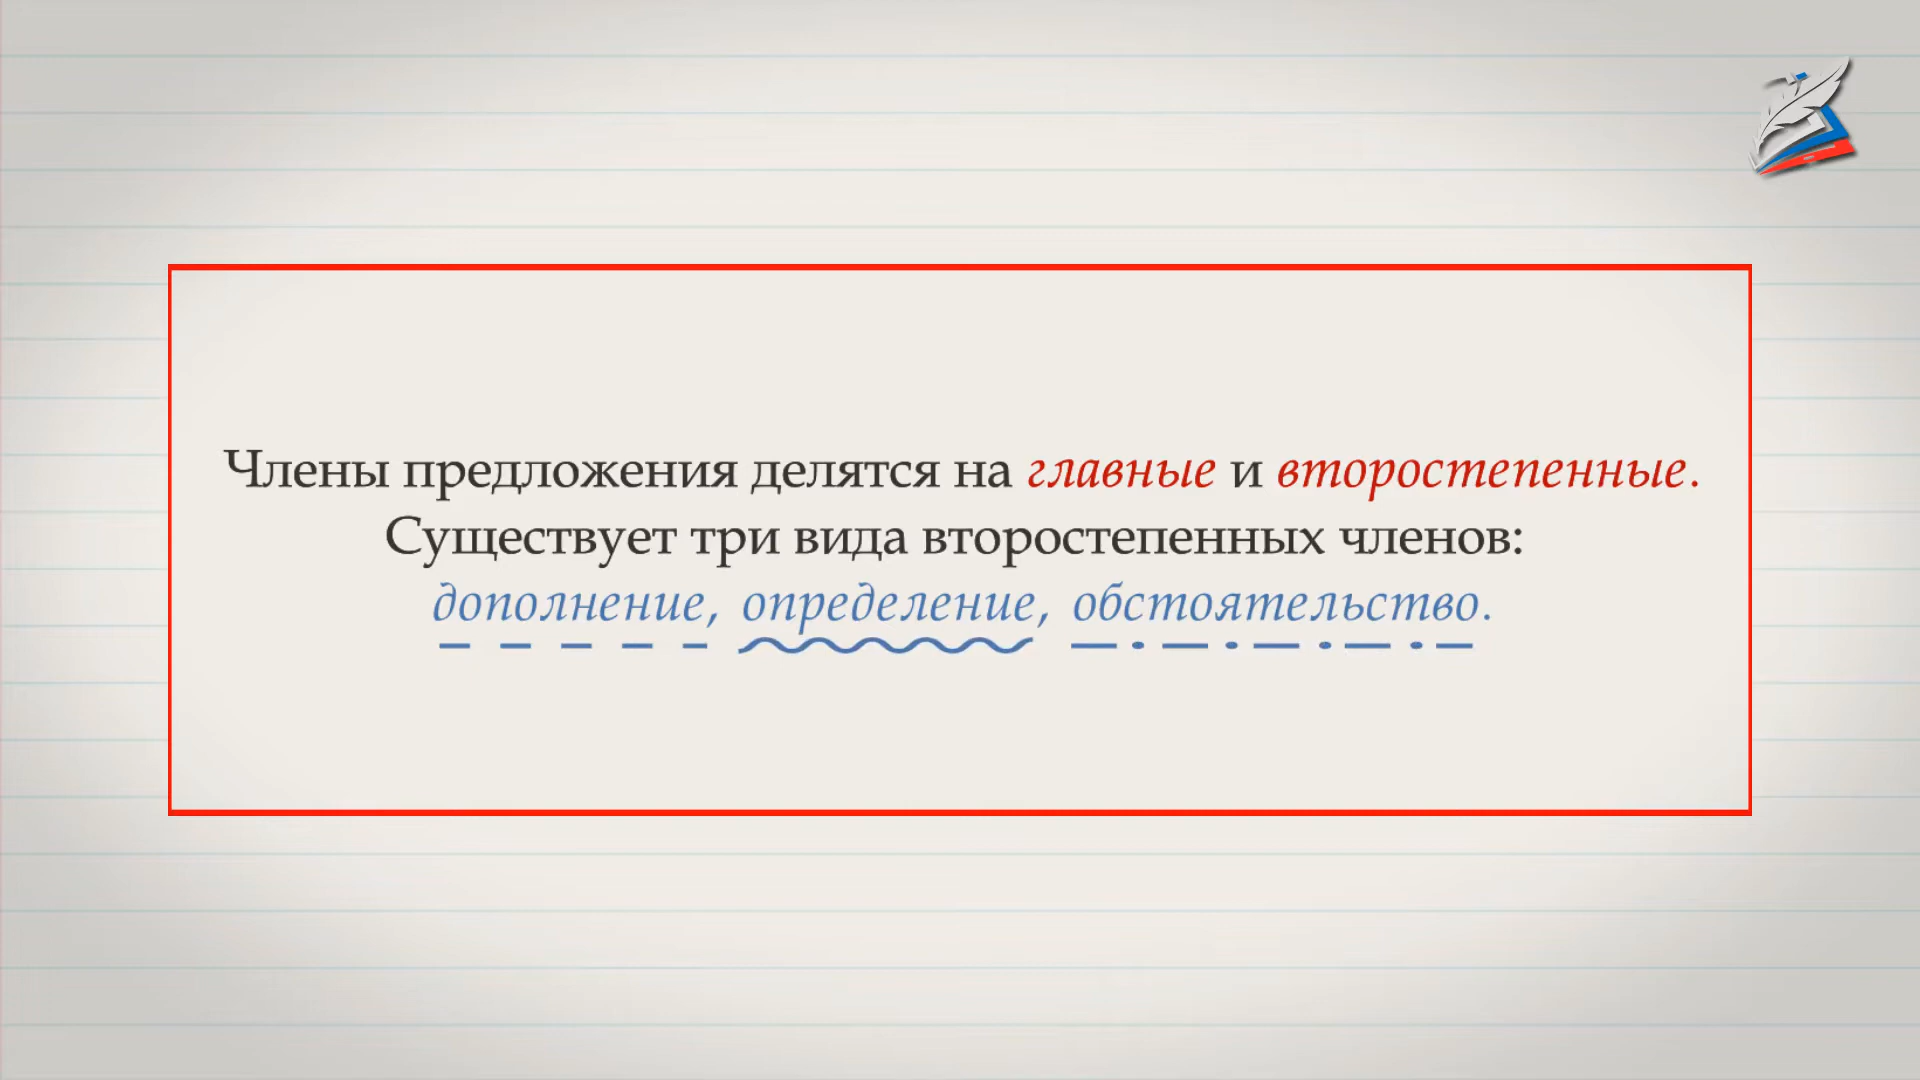 Члены предложения делятся на главные и второстепенные.
Существует три вида второстепенных членов:
дополнение, определение, обстоятельство.